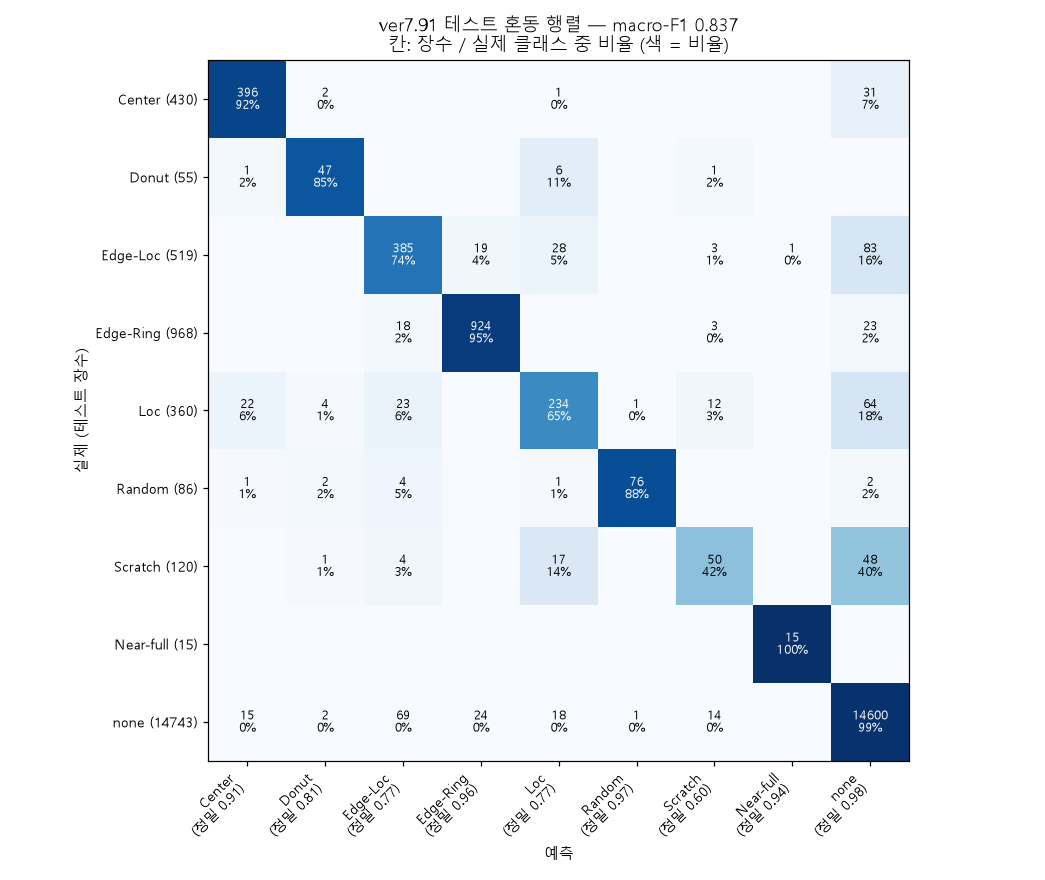 ver7.91 테스트 혼동 행렬 — macro-F1 0.837
칸: 장수 / 실제 클래스 중 비율 (색 = 비율)
실제 (테스트 장수)
Center (430)
396
92%
2
0%
1
0%
31
7%
Donut (55)
1
2%
47
85%
6
11%
1
2%
Edge-Loc (519)
385
74%
19
4%
28
5%
3
1%
1
0%
83
16%
Edge-Ring (968)
18
2%
924
95%
3
0%
23
2%
Loc (360)
22
6%
4
1%
23
6%
234
65%
1
0%
12
3%
64
18%
Random (86)
1
1%
2
2%
4
5%
1
1%
76
88%
2
2%
Scratch (120)
1
1%
4
3%
17
14%
50
42%
48
40%
Near-full (15)
15
100%
none (14743)
15
0%
2
0%
69
0%
24
0%
18
0%
1
0%
14
0%
14600
99%
Center
(정밀 0.91)
Donut
(정밀 0.81)
Edge-Loc
(정밀 0.77)
Edge-Ring
(정밀 0.96)
Loc
(정밀 0.77)
Random
(정밀 0.97)
Scratch
(정밀 0.60)
Near-full
(정밀 0.94)
none
(정밀 0.98)
예측